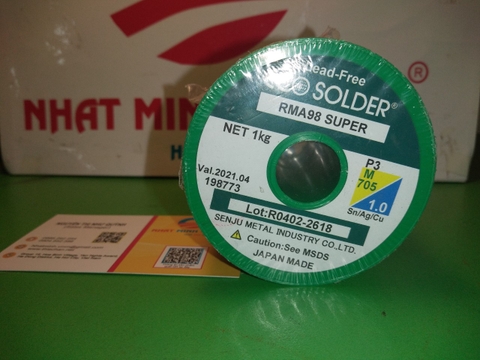 NHAT MIN
®
Lead-Free
SOLDER®
RMA98 SUPER
NET 1kg
P3
M
705
1.0
Sn/Ag/Cu
Val.2021.04
198773
Lot:R0402-2618
SENJU METAL INDUSTRY CO.,LTD.
Caution:See MSDS
JAPAN MADE